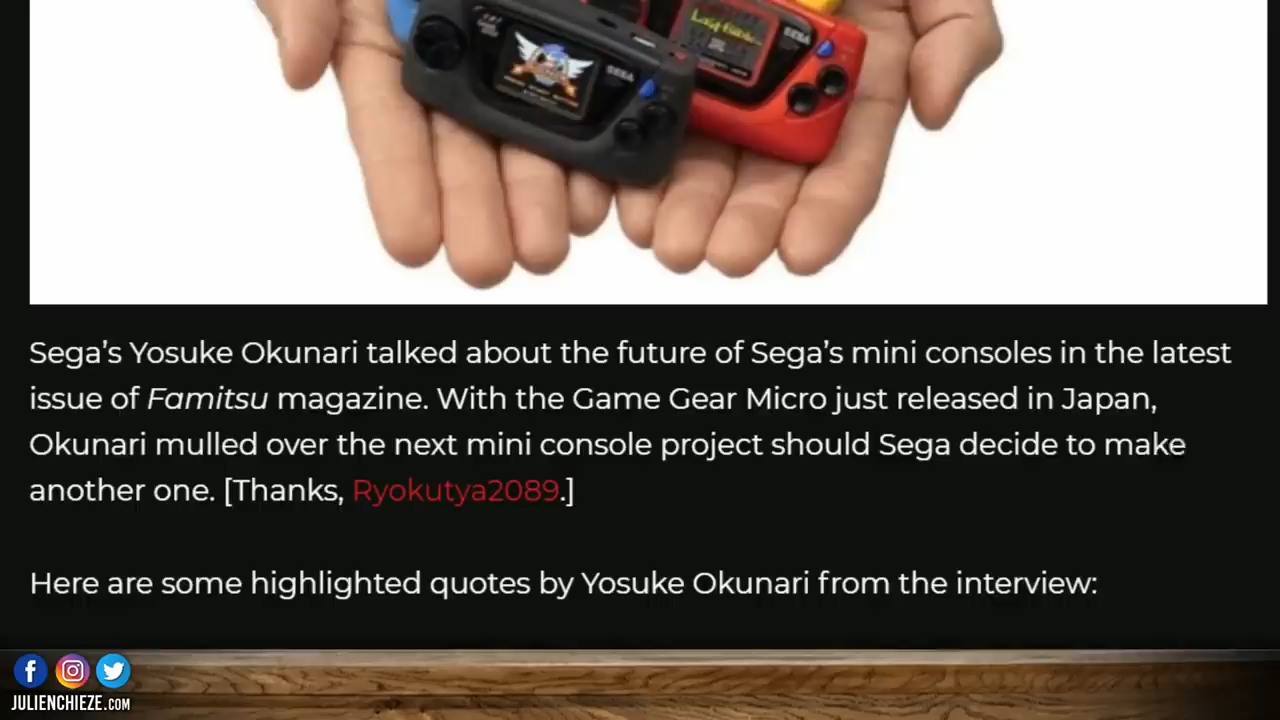 SEGA
SEGA
Sega’s Yosuke Okunari talked about the future of Sega’s mini consoles in the latest
issue of Famitsu magazine. With the Game Gear Micro just released in Japan,
Okunari mulled over the next mini console project should Sega decide to make
another one. [Thanks, Ryokutya2089.]
Here are some highlighted quotes by Yosuke Okunari from the interview:
JULIENCHIEZE.COM